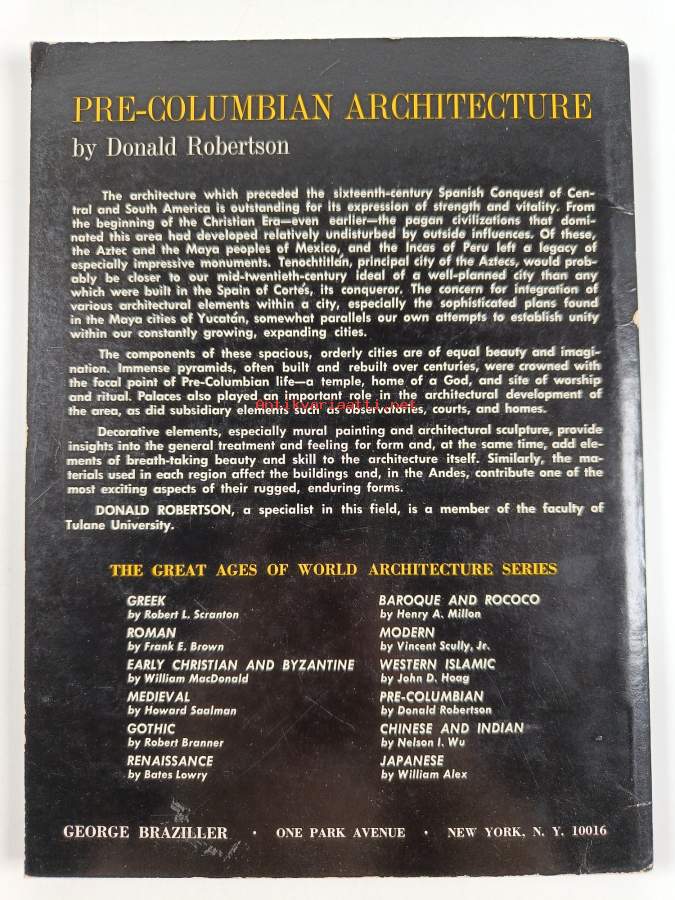 PRE-COLUMBIAN ARCHITECTURE
by Donald Robertson
The architecture which preceded the sixteenth-century Spanish Conquest of Cen-
tral and South America is outstanding for its expression of strength and vitality. From
the beginning of the Christian Era—even earlier—the pagan civilizations that domi-
nated this area had developed relatively undisturbed by outside influences. Of these,
the Aztec and the Maya peoples of Mexico, and the Incas of Peru left a legacy of
especially impressive monuments. Tenochtitlán, principal city of the Aztecs, would prob-
ably be closer to our mid-twentieth-century ideal of a well-planned city than any
which were built in the Spain of Cortés, its conqueror. The concern for integration of
various architectural elements within a city, especially the sophisticated plans found
in the Maya cities of Yucatán, somewhat parallels our own attempts to establish unity
within our constantly growing, expanding cities.
The components of these spacious, orderly cities are of equal beauty and imagi-
nation. Immense pyramids, often built and rebuilt over centuries, were crowned with
the focal point of Pre-Columbian life—a temple, home of a God, and site of worship
and ritual. Palaces also played an important role in the architectural development of
the area, as did subsidiary elements such as observatories, courts, and homes.
Antikvariaatti.net
Decorative elements, especially mural painting and architectural sculpture, provide
insights into the general treatment and feeling for form and, at the same time, add ele-
ments of breath-taking beauty and skill to the architecture itself. Similarly, the ma-
terials used in each region affect the buildings and, in the Andes, contribute one of the
most exciting aspects of their rugged, enduring forms.
DONALD ROBERTSON, a specialist in this field, is a member of the faculty of
Tulane University.
THE GREAT AGES OF WORLD ARCHITECTURE SERIES
GREEK
by Robert L. Scranton
ROMAN
by Frank E. Brown
EARLY CHRISTIAN AND BYZANTINE
by William MacDonald
MEDIEVAL
by Howard Saalman
GOTHIC
by Robert Branner
RENAISSANCE
by Bates Lowry
BAROQUE AND ROCOCO
by Henry A. Millon
MODERN
by Vincent Scully, Jr.
WESTERN ISLAMIC
by John D. Hoag
PRE-COLUMBIAN
by Donald Robertson
CHINESE AND INDIAN
by Nelson I. Wu
JAPANESE
by William Alex
GEORGE BRAZILLER · ONE PARK AVENUE · NEW YORK, N. Y. 10016